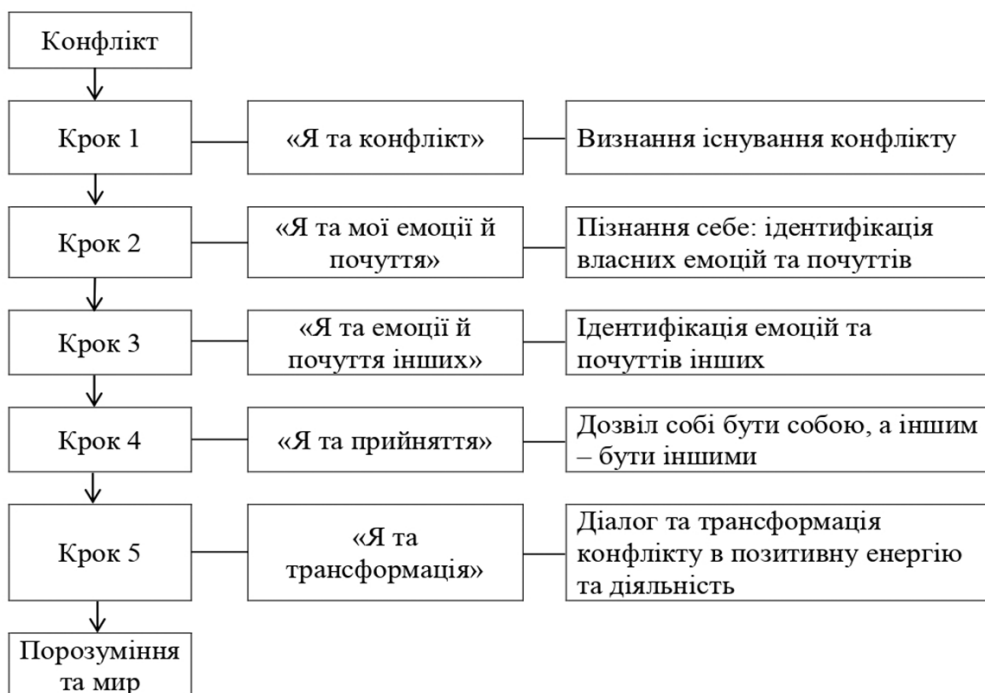 Конфлікт
Крок 1
«Я та конфлікт»
Визнання існування конфлікту
Крок 2
«Я та мої емоції й
почуття»
Пізнання себе: ідентифікація
власних емоцій та почуттів
Крок 3
«Я та емоції й
почуття інших»
Ідентифікація емоцій та
почуттів інших
Крок 4
«Я та прийняття»
Дозвіл собі бути собою, а іншим
– бути іншими
Крок 5
«Я та
трансформація»
Діалог та трансформація
конфлікту в позитивну енергію
та діяльність
Порозуміння
та мир